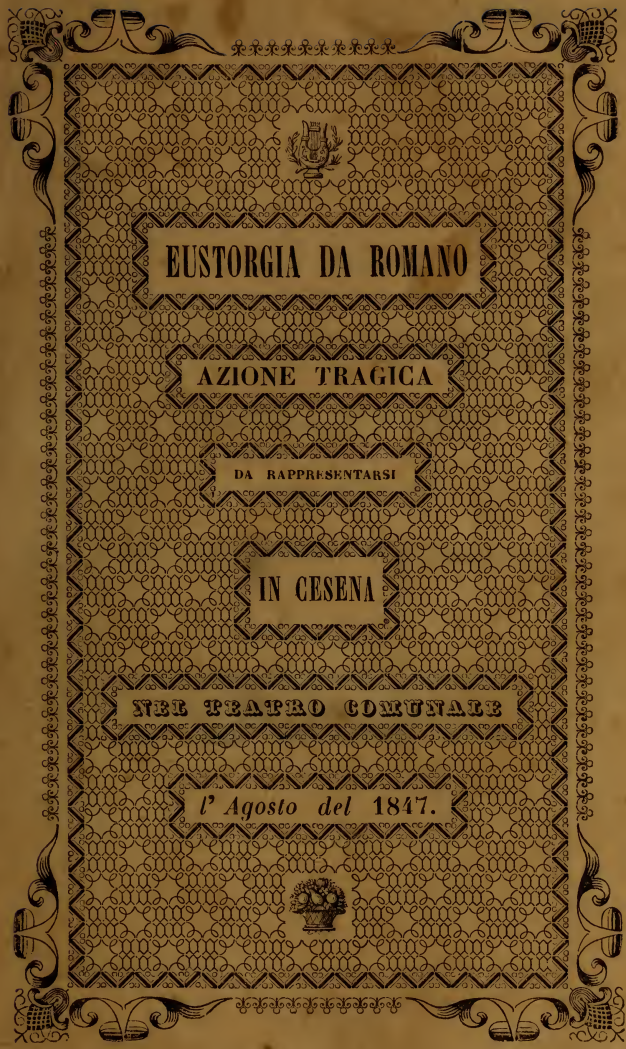 EUSTORGIA DA ROMANO
AZIONE TRAGICA
DA RAPPRESENTARSI
IN CESENA
NEL TEATRO COMUNALE
l' Agosto del 1847.